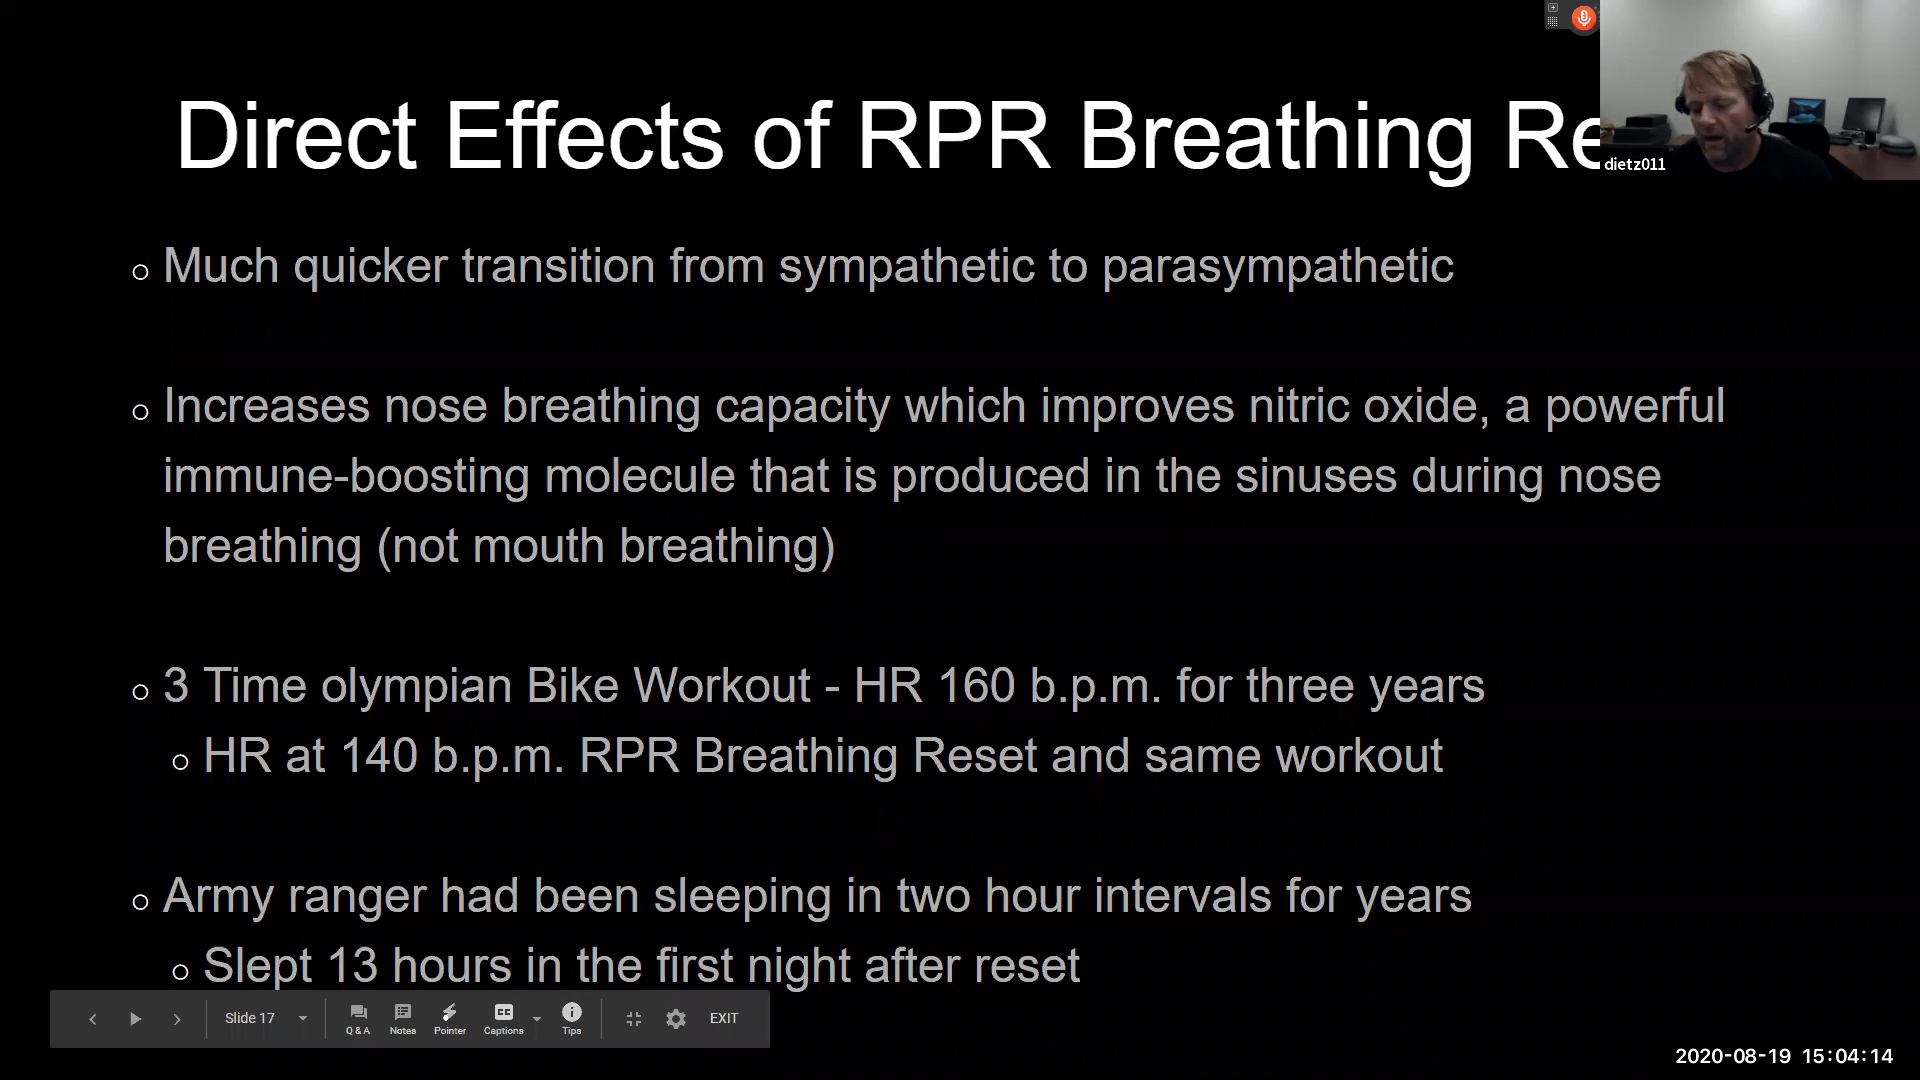 Direct Effects of RPR Breathing Re
dietz011
Much quicker transition from sympathetic to parasympathetic
Increases nose breathing capacity which improves nitric oxide, a powerful
immune-boosting molecule that is produced in the sinuses during nose
breathing (not mouth breathing)
3 Time olympian Bike Workout - HR 160 b.p.m. for three years
HR at 140 b.p.m. RPR Breathing Reset and same workout
Army ranger had been sleeping in two hour intervals for years
Slept 13 hours in the first night after reset
Slide 17 Q & A Notes Pointer CC Captions Tips EXIT
2020-08-19 15:04:14